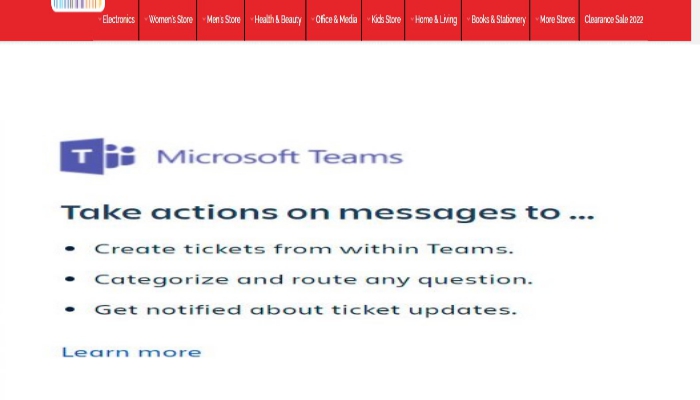 Electronics Women's Store Men's Store Health & Beauty Office & Media Kids Store Home & Living Books & Stationery More Stores Clearance Sale 2022
T Microsoft Teams
Take actions on messages to ...
• Create tickets from within Teams.
• Categorize and route any question.
• Get notified about ticket updates.
Learn more